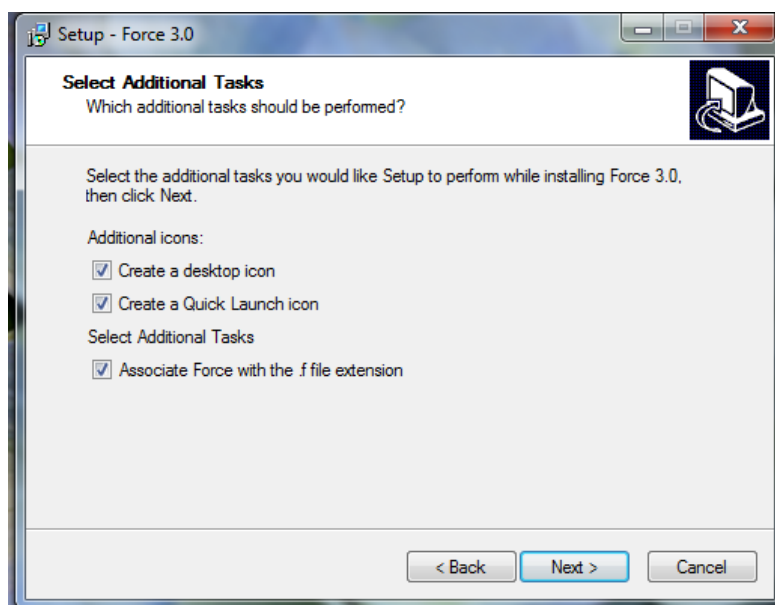 Setup - Force 3.0
Select Additional Tasks
Which additional tasks should be performed?
Select the additional tasks you would like Setup to perform while installing Force 3.0,
then click Next.
Additional icons:
Create a desktop icon
Create a Quick Launch icon
Select Additional Tasks
Associate Force with the .f file extension
< Back
Next >
Cancel